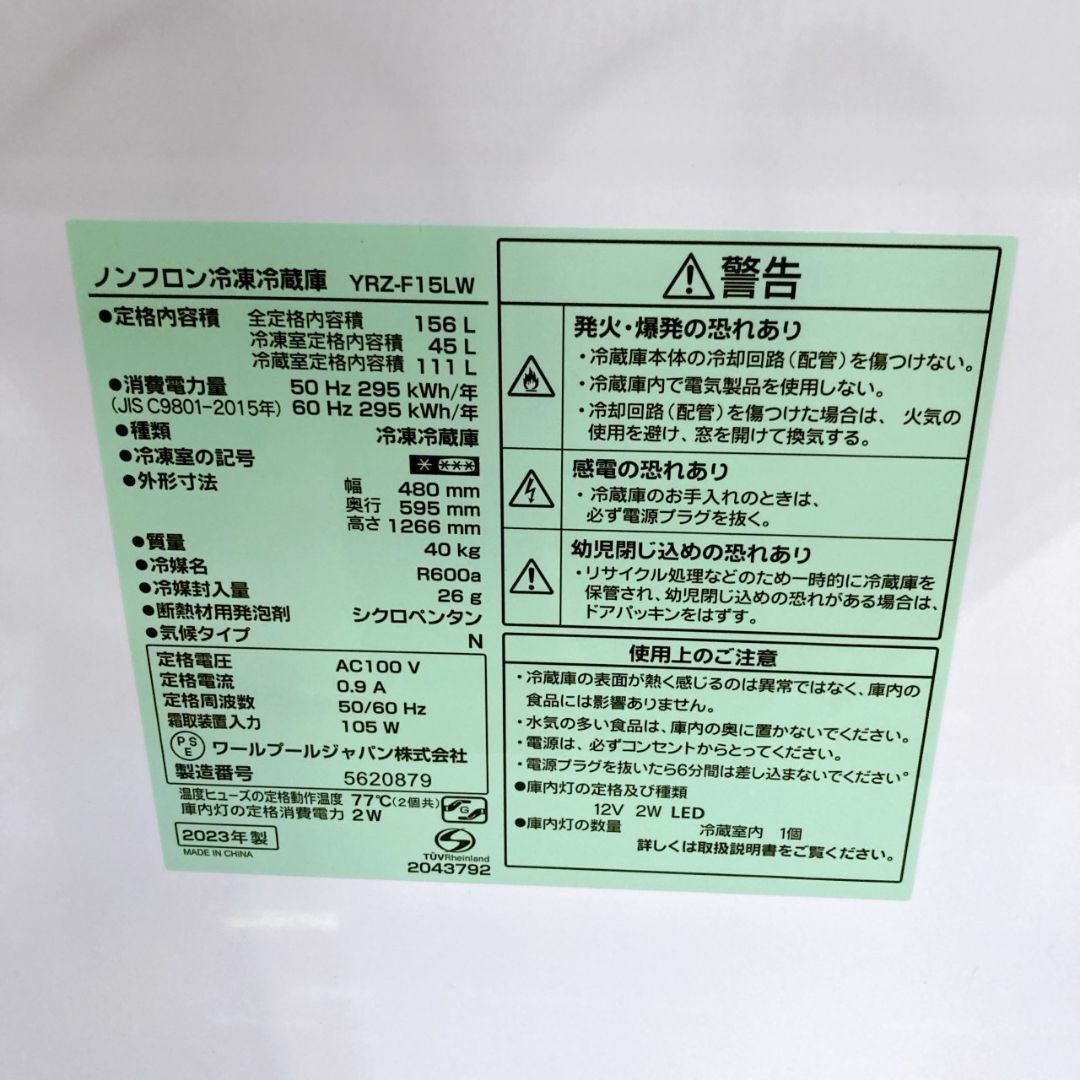 ノンフロン冷凍冷蔵庫 YRZ-F15LW
●定格内容積 全定格内容積 156 L
冷凍室定格内容積 45 L
冷蔵室定格内容積 111 L
●消費電力量 50 Hz 295 kWh/年
(JIS C9801-2015年) 60 Hz 295 kWh/年
●種類 冷凍冷蔵庫
●冷凍室の記号 * ***
●外形寸法 幅 480 mm
奥行 595 mm
高さ 1266 mm
●質量 40 kg
●冷媒名 R600a
●冷媒封入量 26 g
●断熱材用発泡剤 シクロペンタン
●気候タイプ N
定格電圧 AC100 V
定格電流 0.9 A
定格周波数 50/60 Hz
霜取装置入力 105 W
PSE ワールプールジャパン株式会社
製造番号 5620879
温度ヒューズの定格動作温度 77℃(2個共)
庫内灯の定格消費電力 2W
G
2023年製
MADE IN CHINA
TÜVRheinland
2043792
警告
発火・爆発の恐れあり
・冷蔵庫本体の冷却回路(配管)を傷つけない。
・冷蔵庫内で電気製品を使用しない。
・冷却回路(配管)を傷つけた場合は、火気の
使用を避け、窓を開けて換気する。
感電の恐れあり
・冷蔵庫のお手入れのときは、
必ず電源プラグを抜く。
幼児閉じ込めの恐れあり
・リサイクル処理などのため一時的に冷蔵庫を
保管され、幼児閉じ込めの恐れがある場合は、
ドアパッキンをはずす。
使用上のご注意
・冷蔵庫の表面が熱く感じるのは異常ではなく、庫内の
食品には影響ありません。
・水気の多い食品は、庫内の奥に置かないでください。
・電源は、必ずコンセントからとってください。
・電源プラグを抜いたら6分間は差し込まないでください。
●庫内灯の定格及び種類
12V 2W LED
●庫内灯の数量 冷蔵室内 1個
詳しくは取扱説明書をご覧ください。